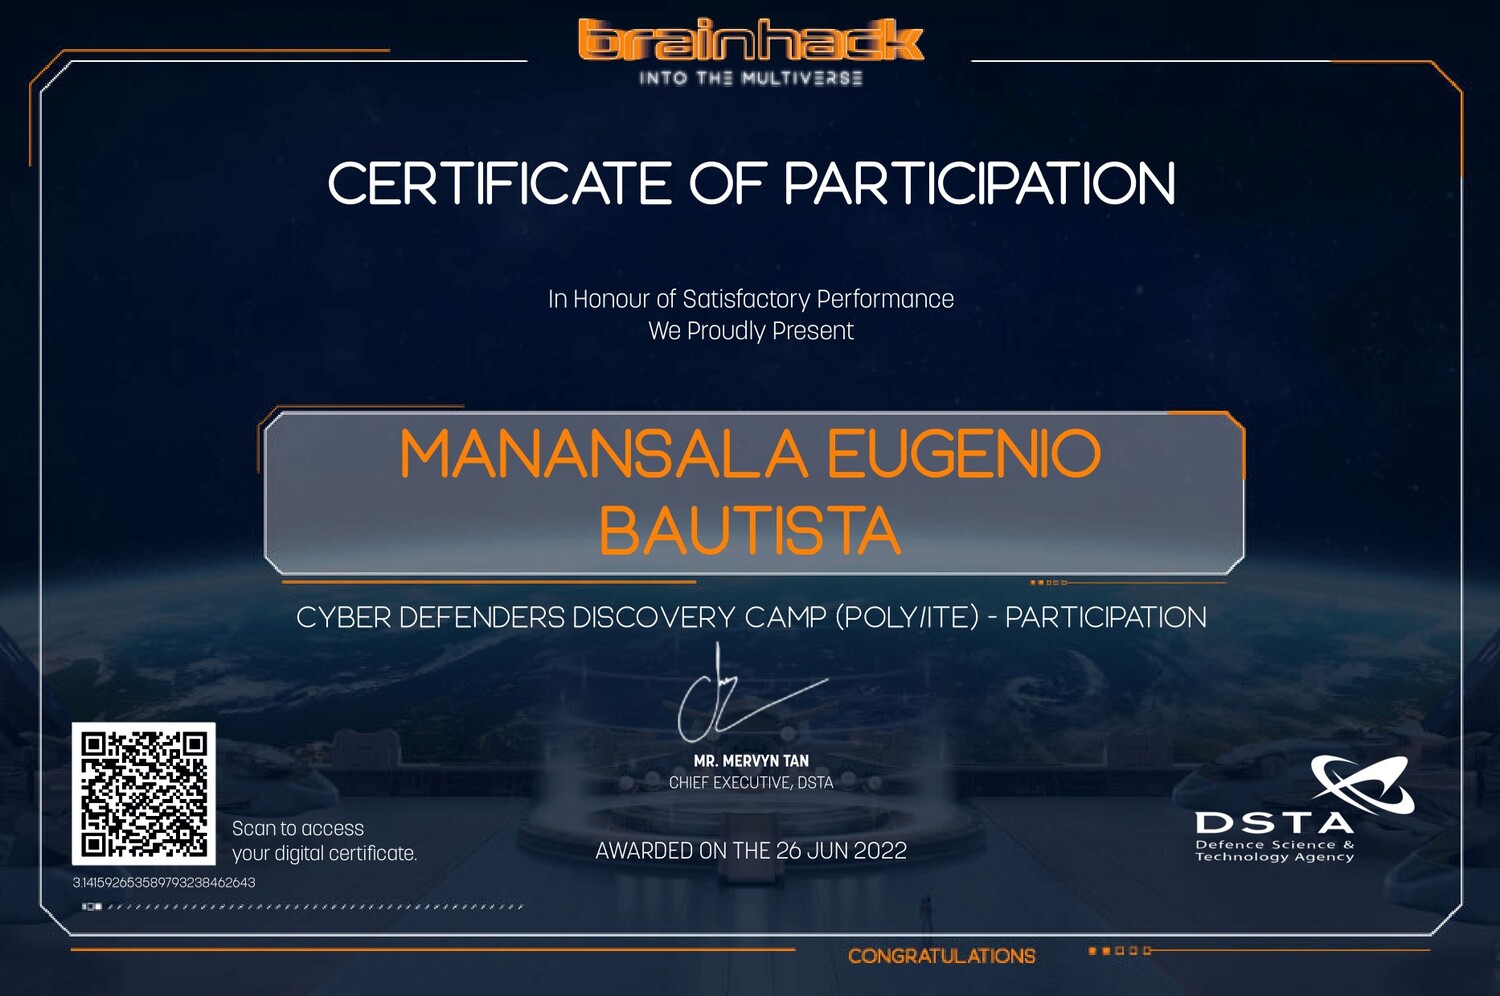 brainhack
INTO THE MULTIVERSE
CERTIFICATE OF PARTICIPATION
In Honour of Satisfactory Performance
We Proudly Present
MANANSALA EUGENIO
BAUTISTA
CYBER DEFENDERS DISCOVERY CAMP (POLY/ITE) - PARTICIPATION
MR. MERVYN TAN
CHIEF EXECUTIVE, DSTA
Scan to access
your digital certificate.
3.14159265358979323846​2643
AWARDED ON THE 26 JUN 2022
DSTA
Defence Science &
Technology Agency
CONGRATULATIONS